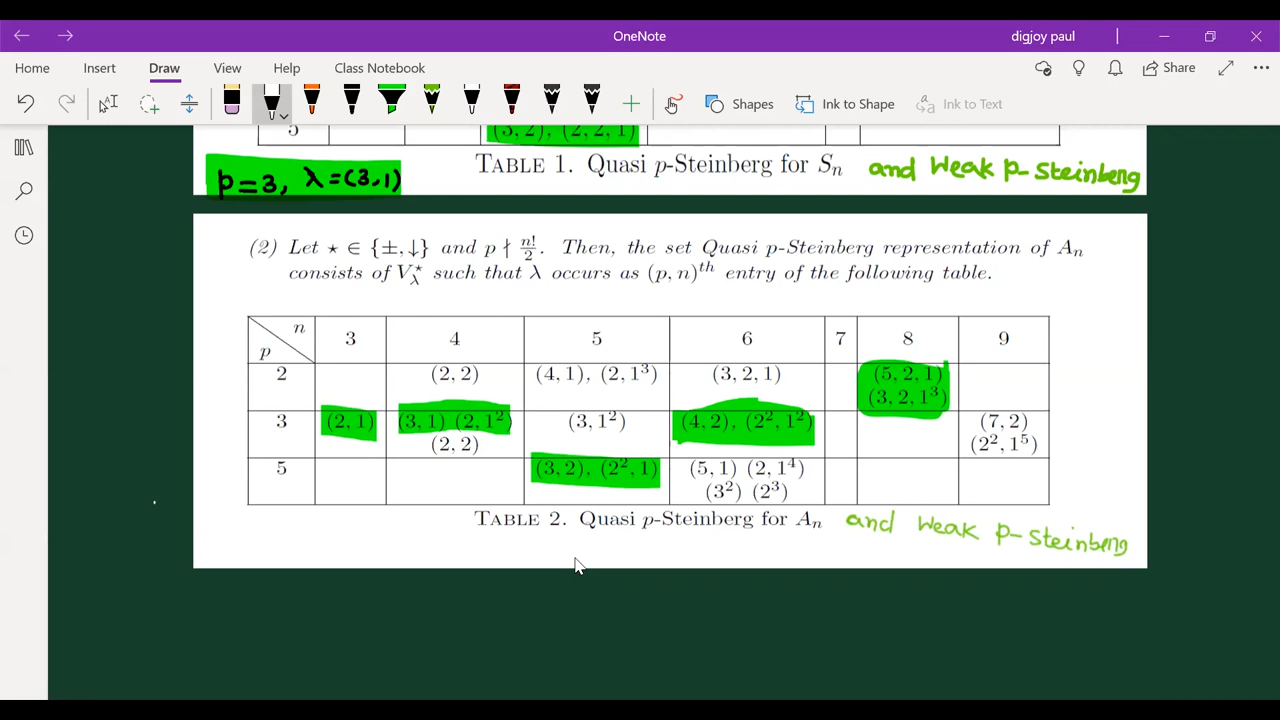 OneNote
digjoy paul
Home Insert Draw View Help Class Notebook Share
Shapes Ink to Shape Ink to Text
5 (3, 2), (2, 2, 1)
p=3, λ=(3,1) TABLE 1. Quasi p-Steinberg for Sₙ and Weak p-Steinberg
(2) Let ⋆ ∈ {±, ↓} and p ∤ n!/2. Then, the set Quasi p-Steinberg representation of Aₙ
consists of V_λ^⋆ such that λ occurs as (p, n)ᵗʰ entry of the following table.
n 3 4 5 6 7 8 9
p
2 (2, 2) (4, 1), (2, 1³) (3, 2, 1) (5, 2, 1)
(3, 2, 1³)
3 (2, 1) (3, 1) (2, 1²) (3, 1²) (4, 2), (2², 1²) (7, 2)
(2, 2) (2², 1⁵)
5 (3, 2), (2², 1) (5, 1) (2, 1⁴)
(3²) (2³)
TABLE 2. Quasi p-Steinberg for Aₙ and Weak p-Steinberg